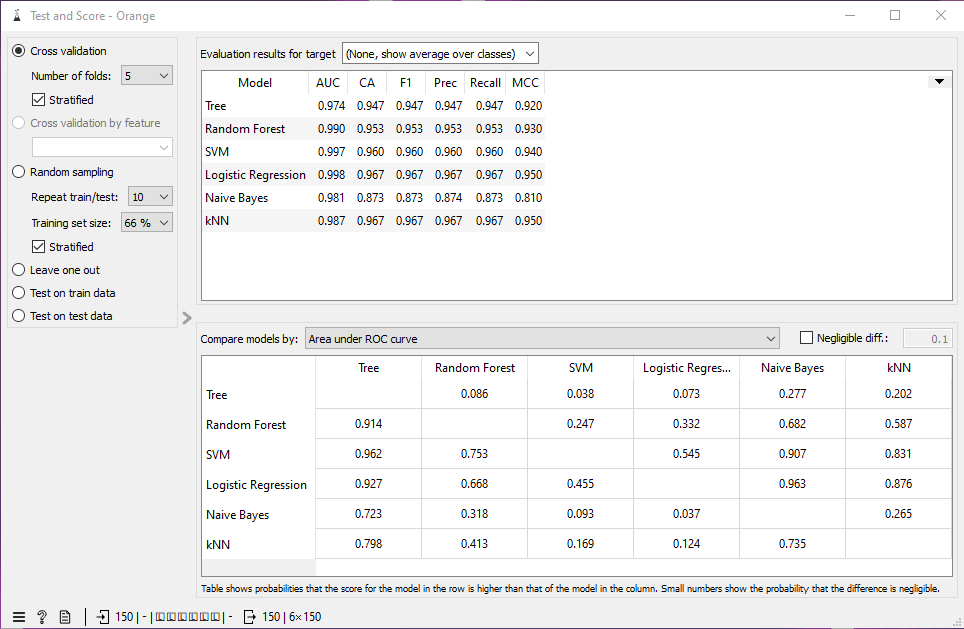 Test and Score - Orange
Cross validation
Number of folds: 5
Stratified
Cross validation by feature
Random sampling
Repeat train/test: 10
Training set size: 66 %
Stratified
Leave one out
Test on train data
Test on test data
Evaluation results for target (None, show average over classes)
Model AUC CA F1 Prec Recall MCC
Tree 0.974 0.947 0.947 0.947 0.947 0.920
Random Forest 0.990 0.953 0.953 0.953 0.953 0.930
SVM 0.997 0.960 0.960 0.960 0.960 0.940
Logistic Regression 0.998 0.967 0.967 0.967 0.967 0.950
Naive Bayes 0.981 0.873 0.873 0.874 0.873 0.810
kNN 0.987 0.967 0.967 0.967 0.967 0.950
Compare models by: Area under ROC curve Negligible diff.: 0.1
Tree Random Forest SVM Logistic Regres... Naive Bayes kNN
Tree 0.086 0.038 0.073 0.277 0.202
Random Forest 0.914 0.247 0.332 0.682 0.587
SVM 0.962 0.753 0.545 0.907 0.831
Logistic Regression 0.927 0.668 0.455 0.963 0.876
Naive Bayes 0.723 0.318 0.093 0.037 0.265
kNN 0.798 0.413 0.169 0.124 0.735
Table shows probabilities that the score for the model in the row is higher than that of the model in the column. Small numbers show the probability that the difference is negligible.
? 150 | - | | - 150 | 6×150